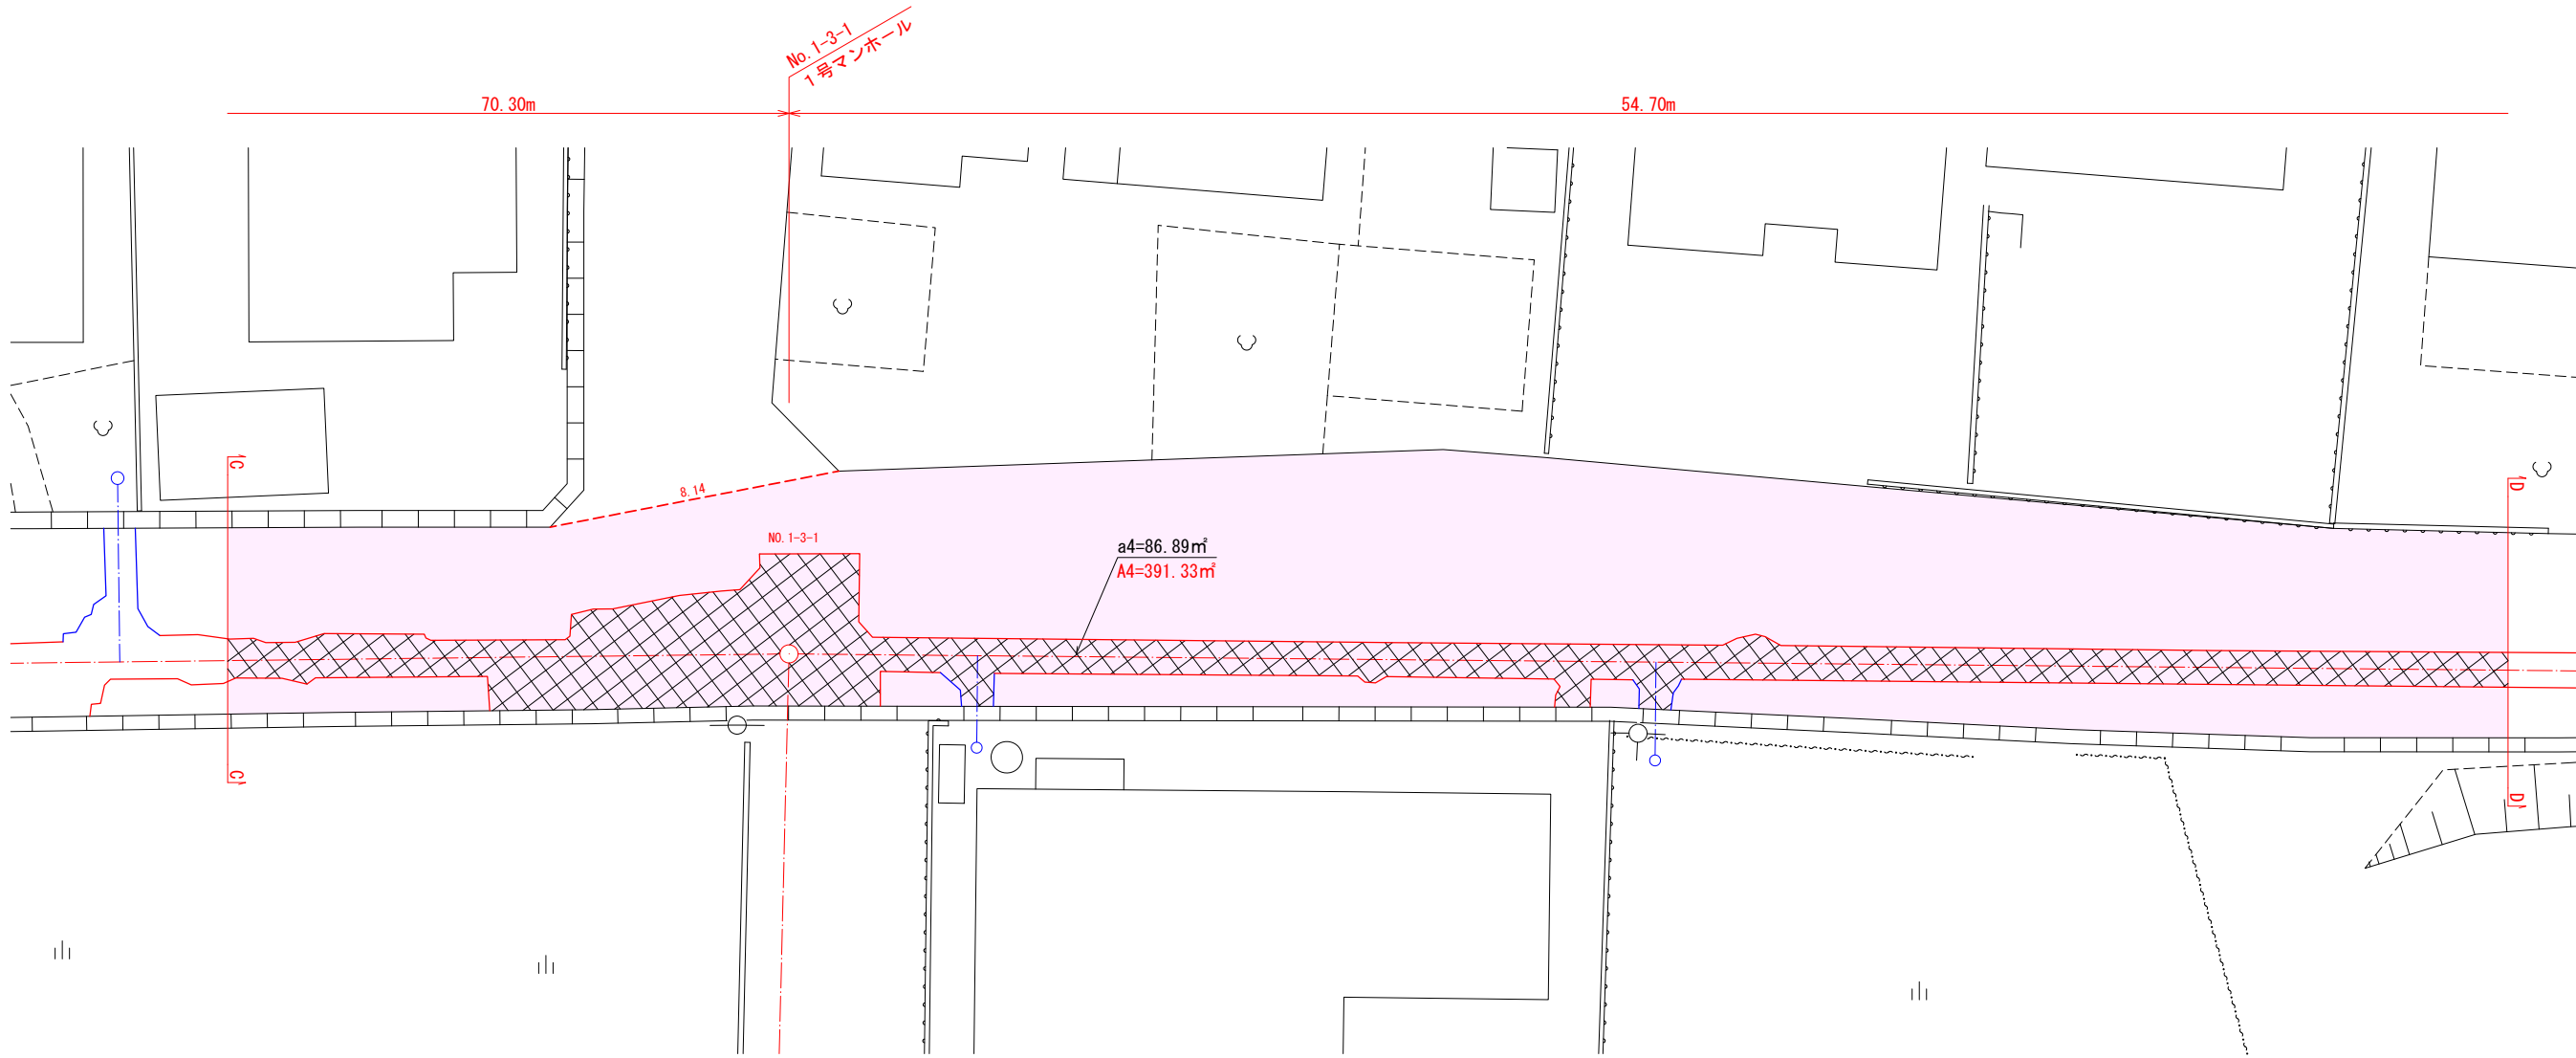 No. 1-3-1
1号マンホール
70. 30m
54. 70m
C
D
8. 14
NO. 1-3-1
a4=86. 89㎡
A4=391. 33㎡
C'
D'